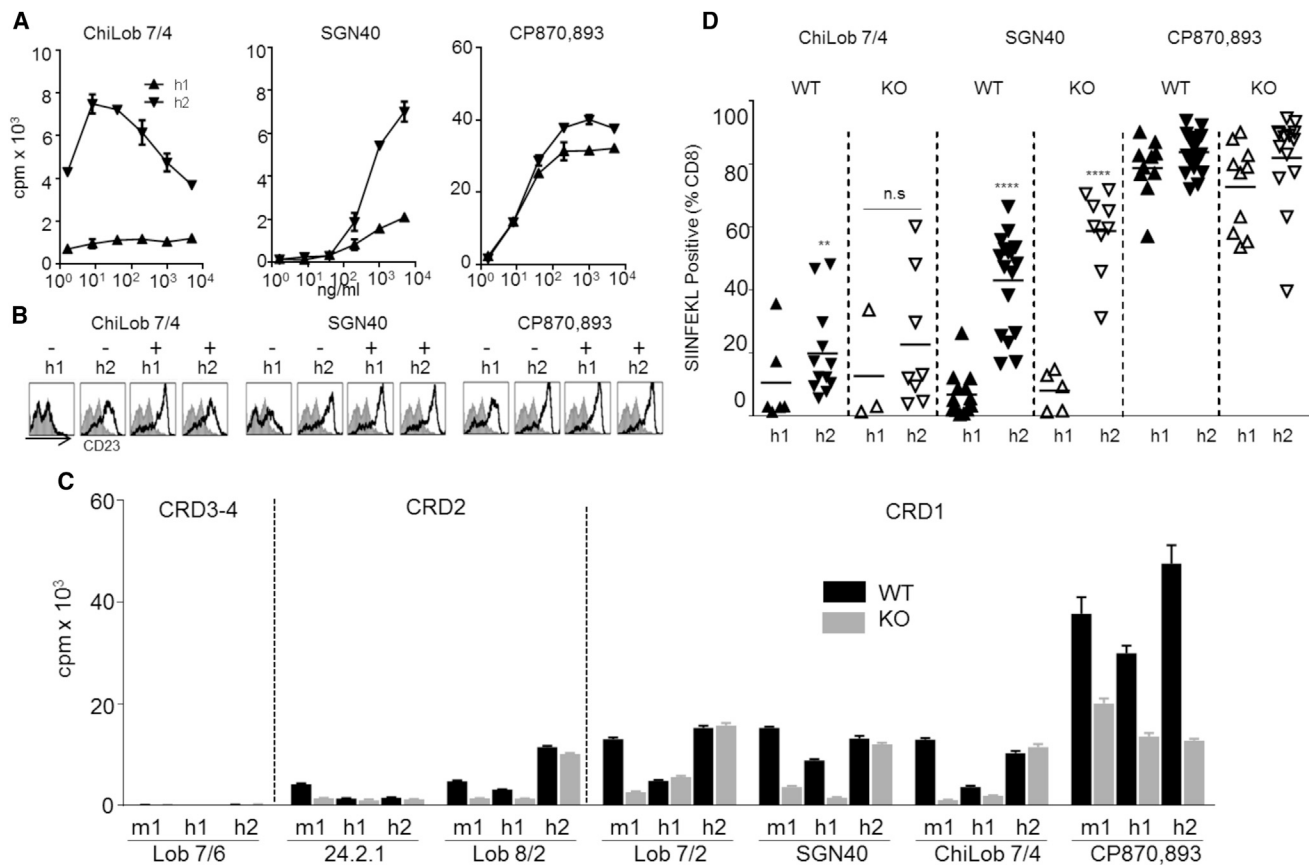 A
ChiLob 7/4
SGN40
CP870,893
cpm x 10³
10
8
6
4
2
0
h1
h2
10⁰ 10¹ 10² 10³ 10⁴
10
8
6
4
2
0
10⁰ 10¹ 10² 10³ 10⁴
ng/ml
60
40
20
0
10⁰ 10¹ 10² 10³ 10⁴
B
ChiLob 7/4
SGN40
CP870,893
- - + +
h1 h2 h1 h2
- - + +
h1 h2 h1 h2
- - + +
h1 h2 h1 h2
CD23
D
ChiLob 7/4
SGN40
CP870,893
WT KO WT KO WT KO
SIINFEKL Positive (% CD8)
100
80
60
40
20
0
**
n.s
****
****
h1 h2 h1 h2 h1 h2 h1 h2 h1 h2 h1 h2
C
CRD3-4
CRD2
CRD1
cpm x 10³
60
40
20
0
WT
KO
m1 h1 h2 m1 h1 h2 m1 h1 h2 m1 h1 h2 m1 h1 h2 m1 h1 h2 m1 h1 h2
Lob 7/6 24.2.1 Lob 8/2 Lob 7/2 SGN40 ChiLob 7/4 CP870,893